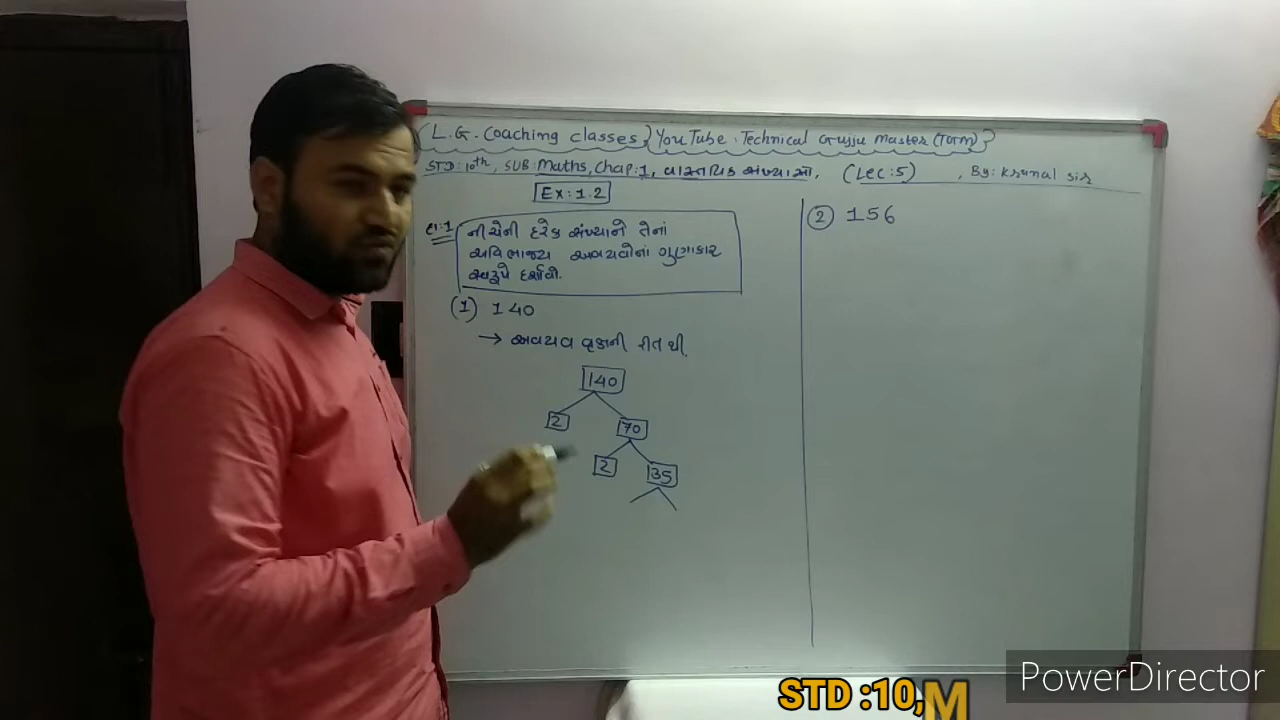 (L.G. Coaching classes) YouTube. Technical Gujju Master (TGM)}
STD: 10th, SUB: Maths, Chap: 1, વાસ્તવિક સંખ્યાઓ, (Lec: 5) , By: Krunal sir
Ex: 1.2
દા:1 નીચેની દરેક સંખ્યાને તેનાં
અવિભાજ્ય અવયવોનાં ગુણાકાર
સ્વરૂપે દર્શાવો.
(1) 140
→ અવયવ વૃક્ષની રીત થી
140
2 70
2 35
② 156
PowerDirector
STD :10,M